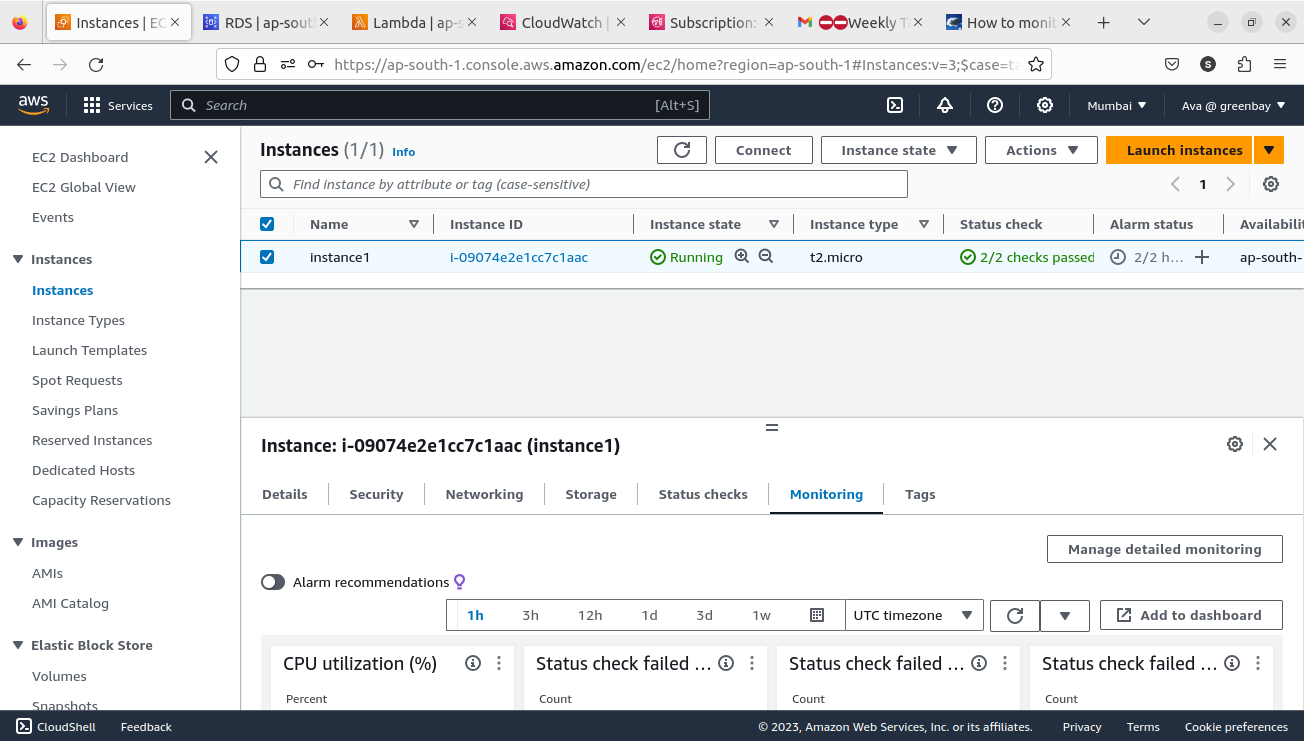 Instances | EC
RDS | ap-sout
Lambda | ap-s
CloudWatch |
Subscription:
Weekly T
How to monit
https://ap-south-1.console.aws.amazon.com/ec2/home?region=ap-south-1#Instances:v=3;$case=ta
S
aws
Services
Search
[Alt+S]
Mumbai
Ava @ greenbay
EC2 Dashboard
EC2 Global View
Events
Instances
Instances
Instance Types
Launch Templates
Spot Requests
Savings Plans
Reserved Instances
Dedicated Hosts
Capacity Reservations
Images
AMIs
AMI Catalog
Elastic Block Store
Volumes
Snapshots
Instances (1/1) Info
Connect
Instance state
Actions
Launch instances
Find instance by attribute or tag (case-sensitive)
1
Name Instance ID Instance state Instance type Status check Alarm status Availabilit
instance1 i-09074e2e1cc7c1aac Running t2.micro 2/2 checks passed 2/2 h... + ap-south-
Instance: i-09074e2e1cc7c1aac (instance1)
Details Security Networking Storage Status checks Monitoring Tags
Manage detailed monitoring
Alarm recommendations
1h 3h 12h 1d 3d 1w
UTC timezone
Add to dashboard
CPU utilization (%)
Percent
Status check failed ...
Count
Status check failed ...
Count
Status check failed ...
Count
CloudShell Feedback © 2023, Amazon Web Services, Inc. or its affiliates. Privacy Terms Cookie preferences